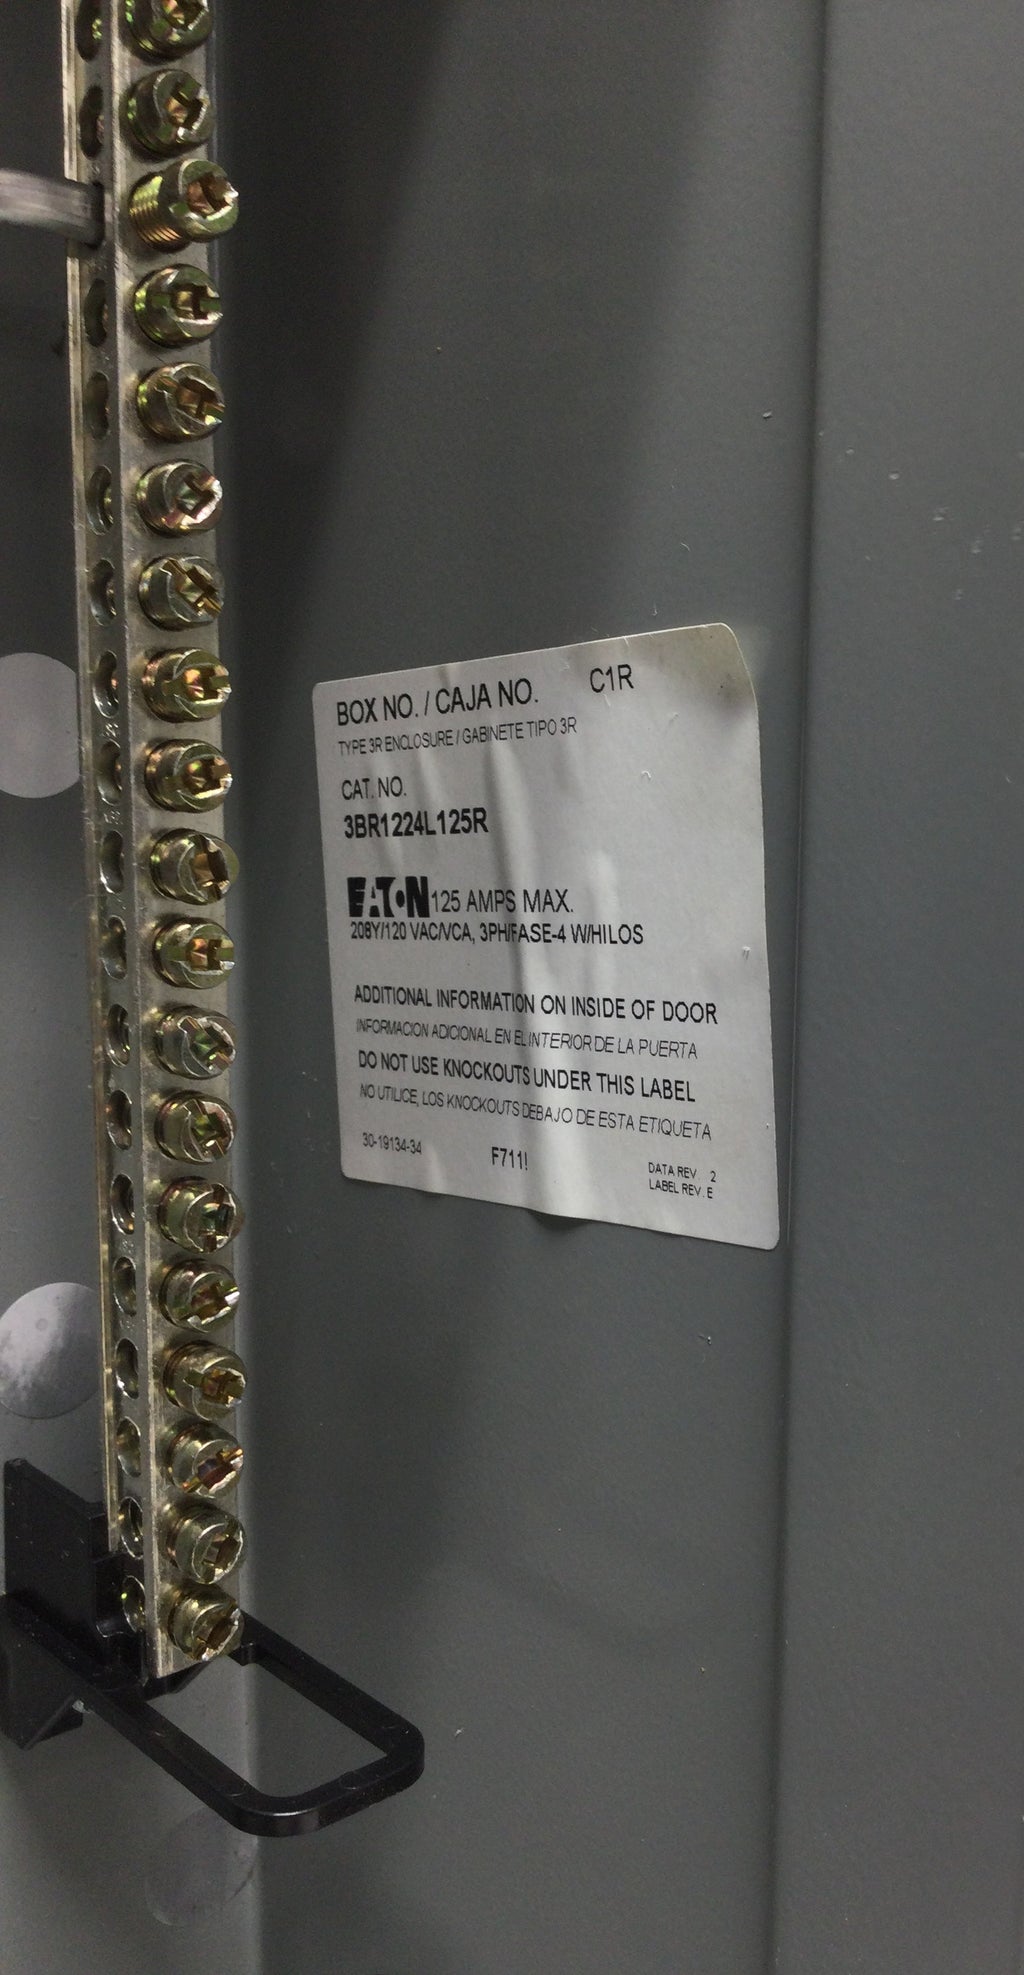 BOX NO. / CAJA NO. C1R
TYPE 3R ENCLOSURE / GABINETE TIPO 3R
CAT. NO.
3BR1224L125R
EATON 125 AMPS MAX.
208Y/120 VAC/VCA, 3PH/FASE-4 W/HILOS
ADDITIONAL INFORMATION ON INSIDE OF DOOR
INFORMACION ADICIONAL EN EL INTERIOR DE LA PUERTA
DO NOT USE KNOCKOUTS UNDER THIS LABEL
NO UTILICE, LOS KNOCKOUTS DEBAJO DE ESTA ETIQUETA
30-19134-34 F711! DATA REV. 2
LABEL REV. E